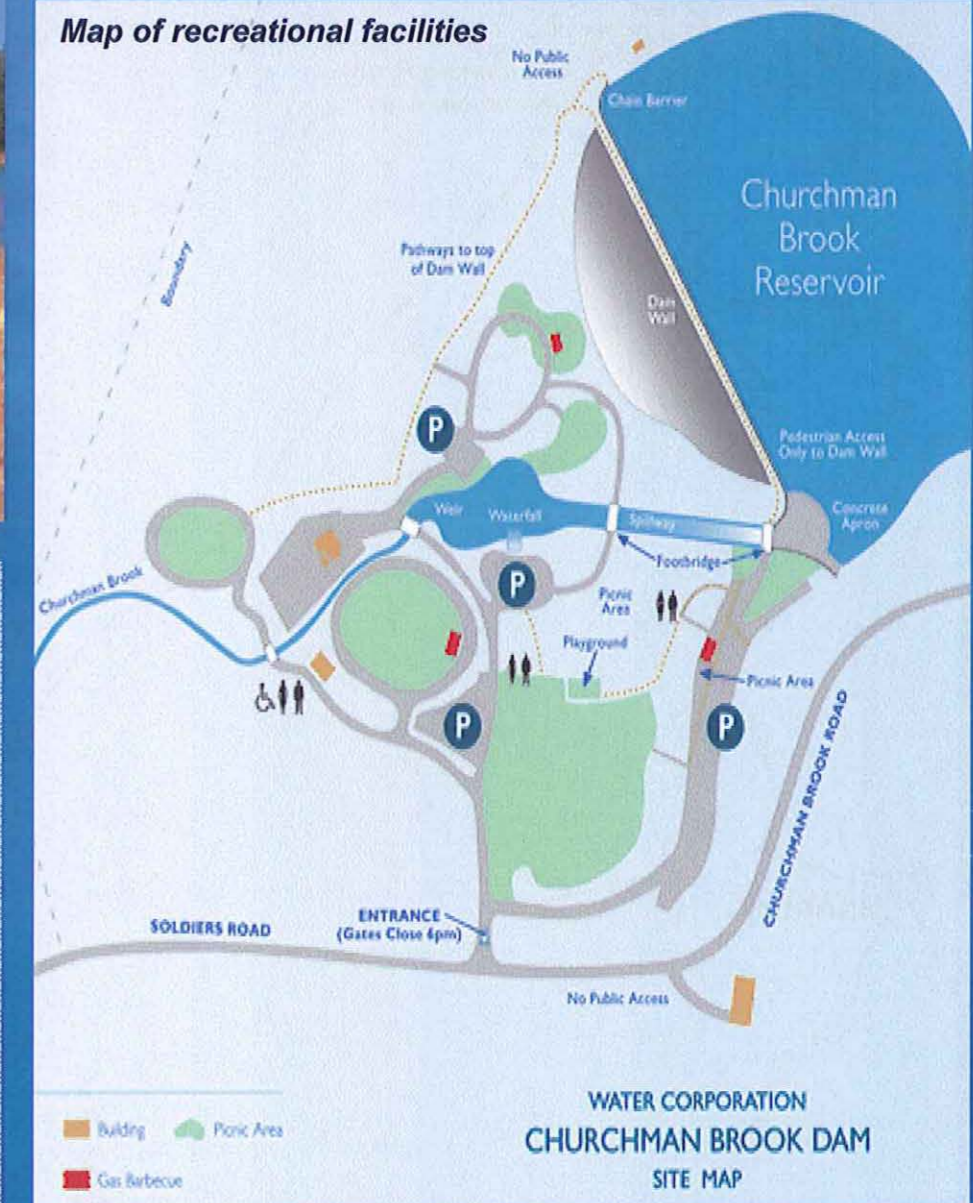 Map of recreational facilities
No Public
Access
Chain Barrier
Churchman
Brook
Reservoir
Boundary
Pathways to top
of Dam Wall
Dam
Wall
P
Pedestrian Access
Only to Dam Wall
Concrete
Apron
Weir
Waterfall
Spillway
Footbridge
Churchman Brook
P
Picnic
Area
Playground
Picnic Area
P
P
CHURCHMAN BROOK ROAD
SOLDIERS ROAD
ENTRANCE
(Gates Close 6pm)
No Public Access
Building
Picnic Area
Gas Barbecue
WATER CORPORATION
CHURCHMAN BROOK DAM
SITE MAP